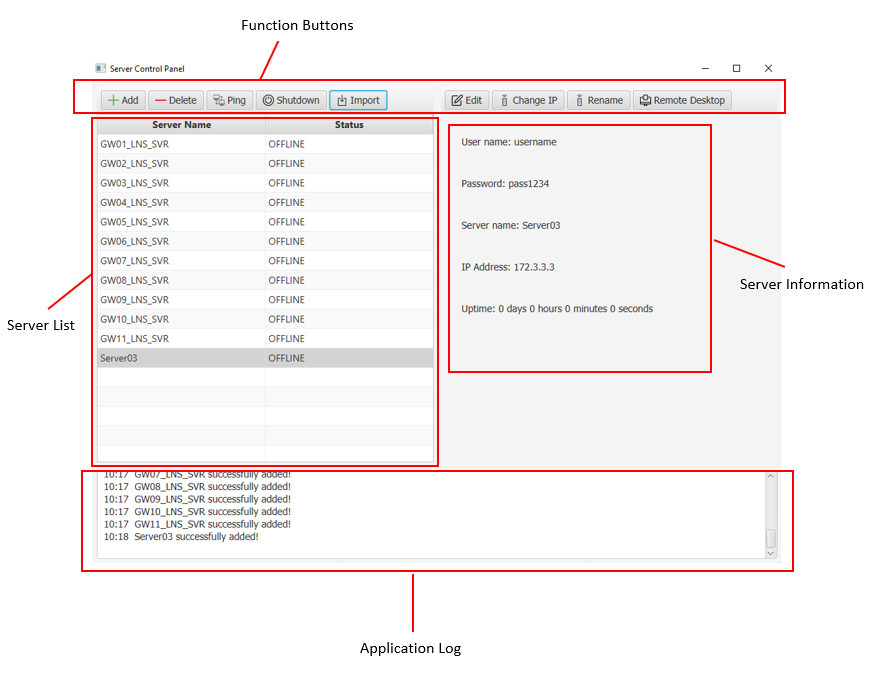 Function Buttons
Server Control Panel
Add Delete Ping Shutdown Import Edit Change IP Rename Remote Desktop
Server Name Status
GW01_LNS_SVR OFFLINE
GW02_LNS_SVR OFFLINE
GW03_LNS_SVR OFFLINE
GW04_LNS_SVR OFFLINE
GW05_LNS_SVR OFFLINE
GW06_LNS_SVR OFFLINE
GW07_LNS_SVR OFFLINE
GW08_LNS_SVR OFFLINE
GW09_LNS_SVR OFFLINE
GW10_LNS_SVR OFFLINE
GW11_LNS_SVR OFFLINE
Server03 OFFLINE
User name: username
Password: pass1234
Server name: Server03
IP Address: 172.3.3.3
Uptime: 0 days 0 hours 0 minutes 0 seconds
Server Information
Server List
10:17 GW07_LNS_SVR successfully added!
10:17 GW08_LNS_SVR successfully added!
10:17 GW09_LNS_SVR successfully added!
10:17 GW10_LNS_SVR successfully added!
10:17 GW11_LNS_SVR successfully added!
10:18 Server03 successfully added!
Application Log